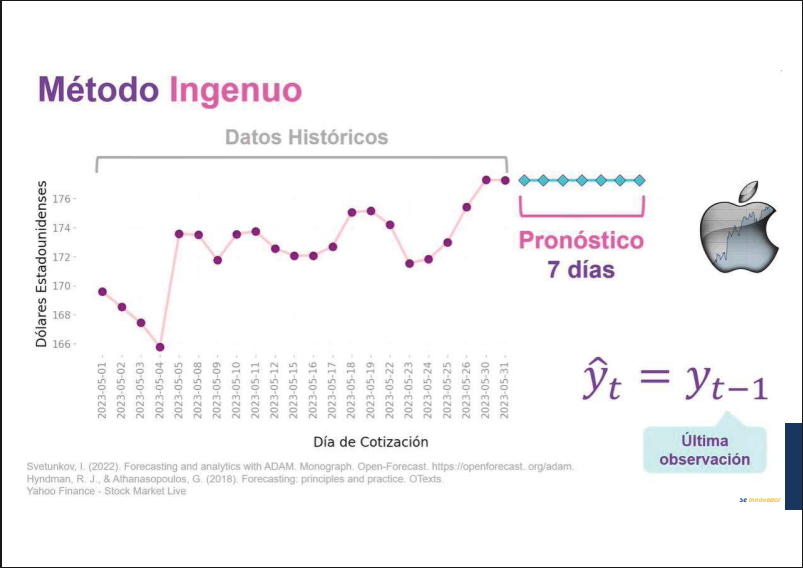 Método Ingenuo
Datos Históricos
Dólares Estadounidenses
176
174
172
170
168
166
2023-05-01
2023-05-02
2023-05-03
2023-05-04
2023-05-05
2023-05-08
2023-05-09
2023-05-10
2023-05-11
2023-05-12
2023-05-15
2023-05-16
2023-05-17
2023-05-18
2023-05-19
2023-05-22
2023-05-23
2023-05-24
2023-05-25
2023-05-26
2023-05-30
2023-05-31
Día de Cotización
Pronóstico
7 días
ŷₜ = yₜ₋₁
Última
observación
Svetunkov, I. (2022). Forecasting and analytics with ADAM. Monograph. Open-Forecast. https://openforecast. org/adam.
Hyndman, R. J., & Athanasopoulos, G. (2018). Forecasting: principles and practice. OTexts.
Yahoo Finance - Stock Market Live
Se innovador